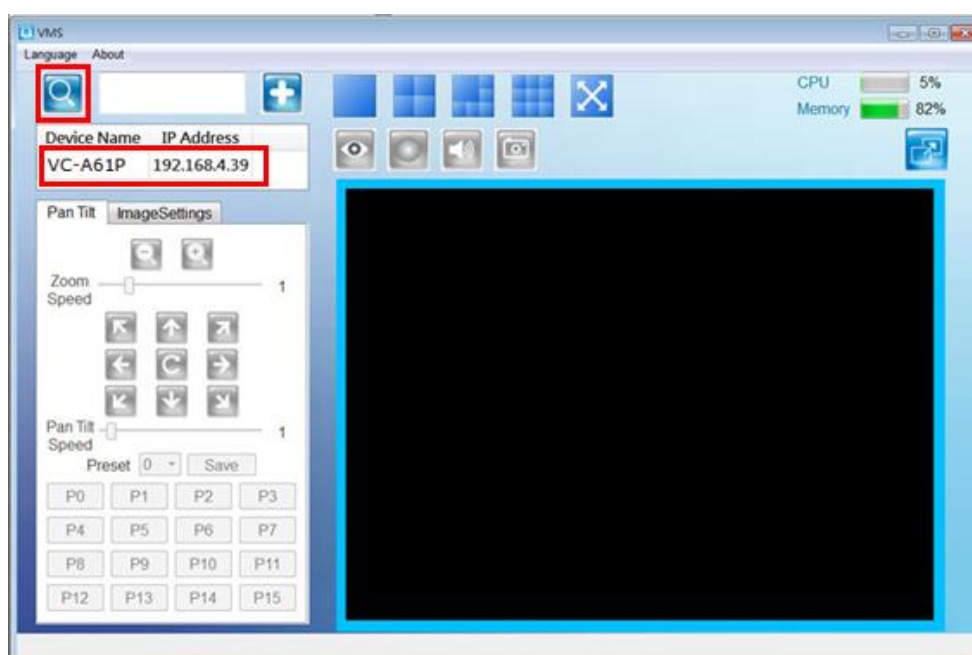 VMS
Language About
CPU 5%
Memory 82%
Device Name IP Address
VC-A61P 192.168.4.39
Pan Tilt ImageSettings
Zoom Speed 1
Pan Tilt Speed 1
Preset 0 Save
P0 P1 P2 P3
P4 P5 P6 P7
P8 P9 P10 P11
P12 P13 P14 P15